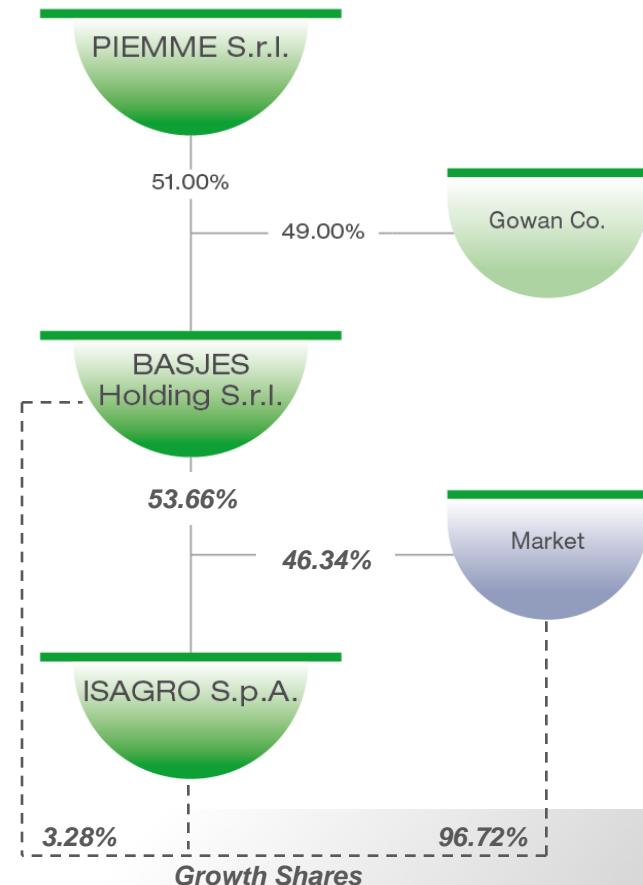 PIEMME S.r.l.
51.00%
49.00%
Gowan Co.
BASJES
Holding S.r.l.
53.66%
46.34%
Market
ISAGRO S.p.A.
3.28%
96.72%
Growth Shares